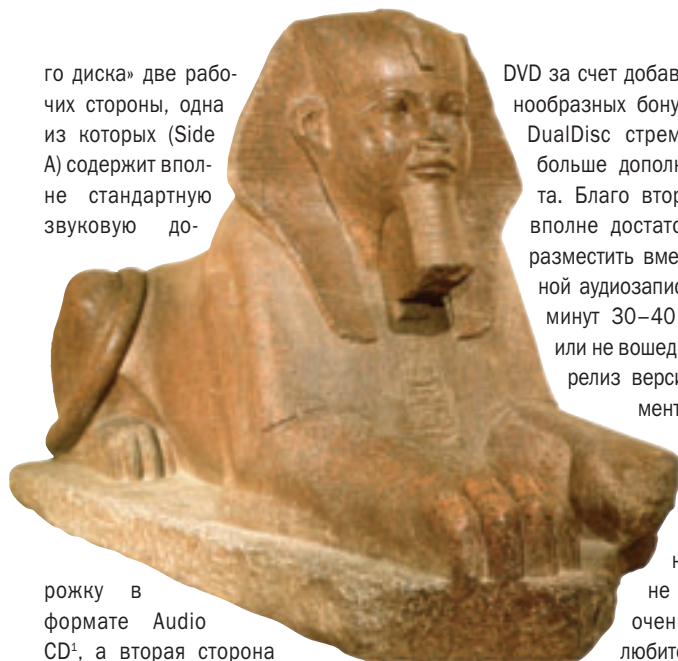 го диска» две рабо-
чих стороны, одна
из которых (Side
А) содержит впол-
не стандартную
звуковую до-
рожку в
формате Audio
CD¹, а вторая сторона
DVD за счет добав
нообразных бону
DualDisc стрем
больше дополн
та. Благо втор
вполне достато
разместить вме
ной аудиозапис
минут 30–40
или не вошед
релиз верси
мент
н
не
очен
любите